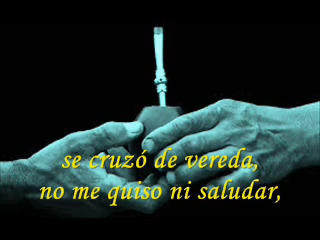 se cruzó de vereda,
no me quiso ni saludar,